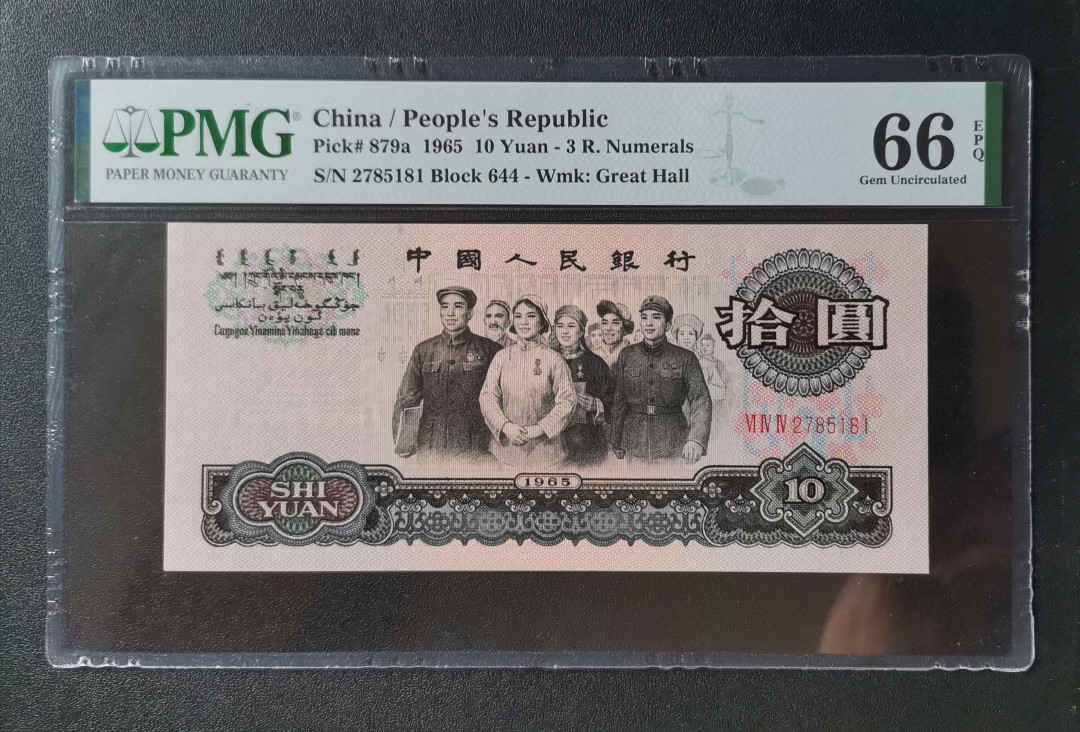 PMG®
PAPER MONEY GUARANTY
China / People's Republic
Pick# 879a 1965 10 Yuan - 3 R. Numerals
S/N 2785181 Block 644 - Wmk: Great Hall
66
EPQ
Gem Uncirculated
中國人民銀行
拾圓
VI IV IV 2785181
1965
SHI
YUAN
10